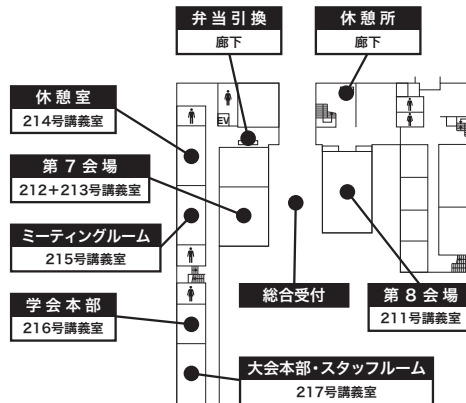 弁当引換
廊下
休憩所
廊下
休憩室
214号講義室
EV
第7会場
212+213号講義室
ミーティングルーム
215号講義室
学会本部
216号講義室
総合受付
第8会場
211号講義室
大会本部・スタッフルーム
217号講義室